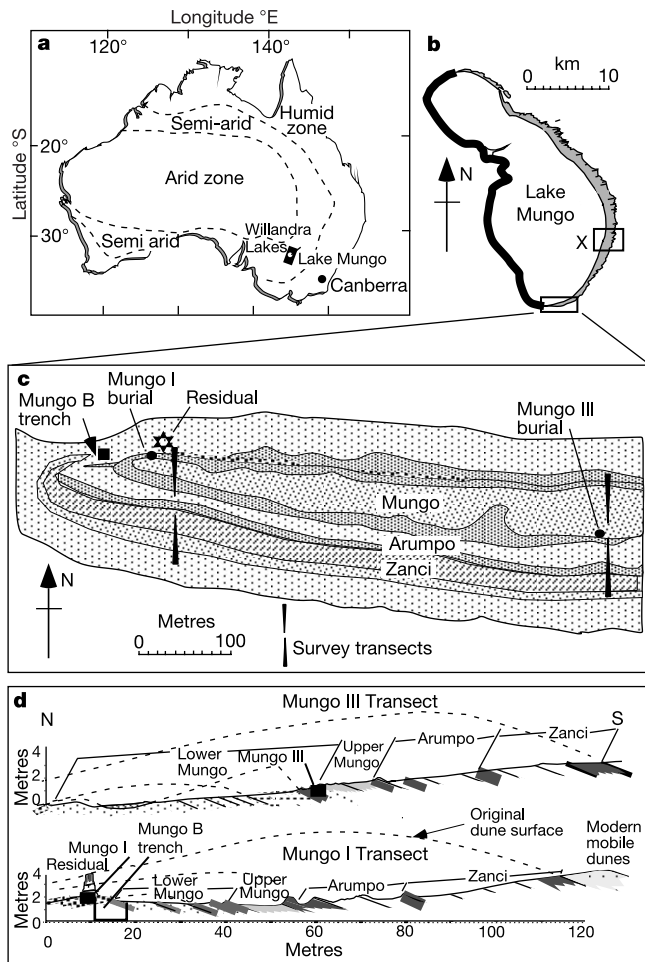 Longitude °E
a
120° 140°
Latitude °S
20°
30°
Semi-arid
Humid
zone
Arid zone
Semi arid
Willandra
Lakes
Lake Mungo
Canberra
b
km
0 10
N
Lake
Mungo
X
c
Mungo B
trench
Mungo I
burial
Residual
Mungo III
burial
Mungo
Arumpo
Zanci
N
Metres
0 100
Survey transects
d
N
Mungo III Transect
S
Metres
4
2
0
Lower
Mungo
Mungo III
Upper
Mungo
Arumpo
Zanci
Original
dune surface
Mungo I
Residual
Mungo B
trench
Mungo I Transect
Modern
mobile
dunes
Metres
4
2
0
Lower
Mungo
Upper
Mungo
Arumpo
Zanci
0 20 40 60 80 100 120
Metres